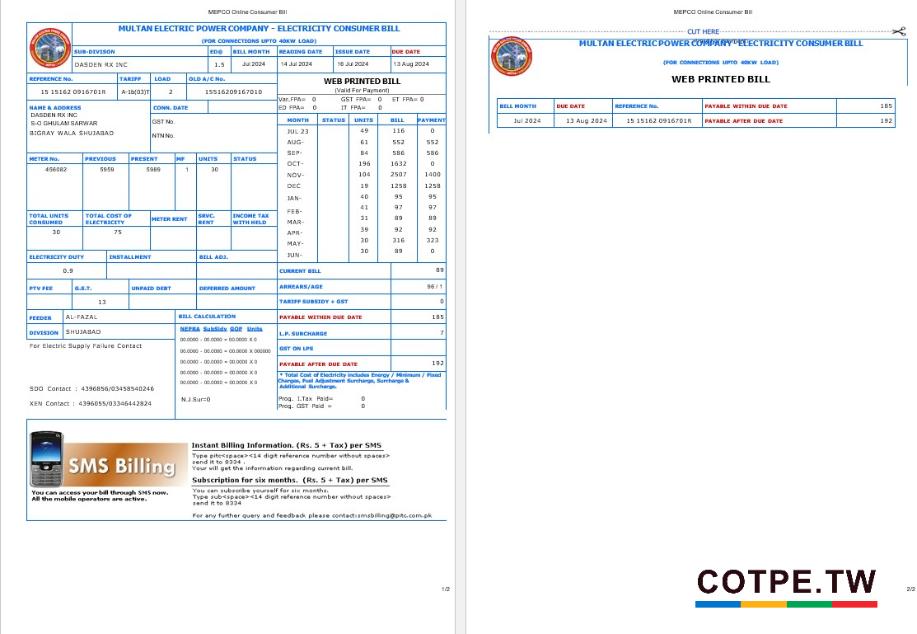 MEPCO Online Consumer Bill
MULTAN ELECTRIC POWER COMPANY - ELECTRICITY CONSUMER BILL
(FOR CONNECTIONS UPTO 40KW LOAD)
SUB-DIVISON ED@ BILL MONTH READING DATE ISSUE DATE DUE DATE
DASDEN RX INC 1.5 Jul 2024 14 Jul 2024 16 Jul 2024 13 Aug 2024
REFERENCE No. TARIFF LOAD OLD A/C No.
15 15162 0916701R A-1b(03)T 2 15516209167010
WEB PRINTED BILL
(Valid For Payment)
Var.FPA= 0 GST FPA= 0 ET FPA= 0
ED FPA= 0 IT FPA= 0
NAME & ADDRESS
DASDEN RX INC
S-O GHULAM SARWAR
BIGRAY WALA SHUJABAD
CONN. DATE
GST No.
NTN No.
MONTH STATUS UNITS BILL PAYMENT
JUL-23 49 116 0
AUG- 61 552 552
SEP- 84 586 586
OCT- 196 1632 0
NOV- 104 2507 1400
DEC 19 1258 1258
JAN- 40 95 95
FEB- 41 97 97
MAR- 31 89 89
APR- 39 92 92
MAY- 30 316 323
JUN- 30 89 0
METER No. PREVIOUS PRESENT MF UNITS STATUS
456082 5959 5989 1 30
TOTAL UNITS CONSUMED TOTAL COST OF ELECTRICITY METER RENT SRVC. RENT INCOME TAX WITH HELD
30 75
ELECTRICITY DUTY INSTALLMENT BILL ADJ.
0.9
PTV FEE G.S.T. UNPAID DEBT DEFERRED AMOUNT
13
CURRENT BILL 89
ARREARS/AGE 96 / 1
TARIFF SUBSIDY + GST 0
PAYABLE WITHIN DUE DATE 185
L.P. SURCHARGE 7
GST ON LPS
PAYABLE AFTER DUE DATE 192
* Total Cost of Electricity includes Energy / Minimum / Fixed
Charges, Fuel Adjustment Surcharge, Surcharge &
Additional Surcharge.
Prog. I.Tax Paid= 0
Prog. GST Paid = 0
FEEDER AL-FAZAL
DIVISION SHUJABAD
For Electric Supply Failure Contact
SDO Contact : 4396856/03458540246
XEN Contact : 4396055/03346442824
BILL CALCULATION
NEPRA SubSidy GOP Units
00.0000 - 00.0000 = 00.0000 X 0
00.0000 - 00.0000 = 00.0000 X 000000
00.0000 - 00.0000 = 00.0000 X 0
00.0000 - 00.0000 = 00.0000 X 0
00.0000 - 00.0000 = 00.0000 X 0
N.J.Sur=0
SMS Billing
You can access your bill through SMS now.
All the mobile operators are active.
Instant Billing Information. (Rs. 5 + Tax) per SMS
Type pitc<space><14 digit reference number without spaces>
send it to 8334 .
Your will get the information regarding current bill.
Subscription for six months. (Rs. 5 + Tax) per SMS
You can subscribe yourself for six months.
Type sub<space><14 digit reference number without spaces>
send it to 8334
For any further query and feedback please contact:smsbilling@pitc.com.pk
1/2
MEPCO Online Consumer Bill
CUT HERE
MULTAN ELECTRIC POWER COMPANY - ELECTRICITY CONSUMER BILL
(FOR CONNECTIONS UPTO 40KW LOAD)
WEB PRINTED BILL
BILL MONTH DUE DATE REFERENCE No. PAYABLE WITHIN DUE DATE 185
Jul 2024 13 Aug 2024 15 15162 0916701R PAYABLE AFTER DUE DATE 192
COTPE.TW
2/2